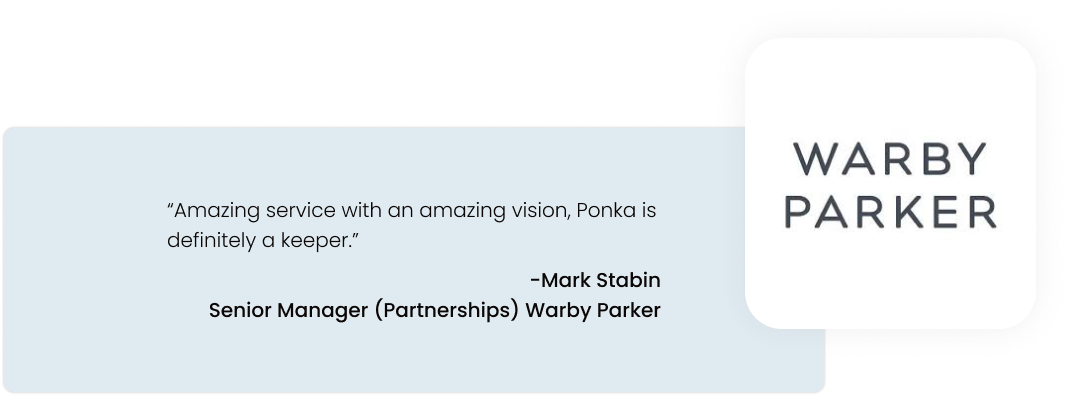 “Amazing service with an amazing vision, Ponka is
definitely a keeper.”
-Mark Stabin
Senior Manager (Partnerships) Warby Parker
WARBY
PARKER